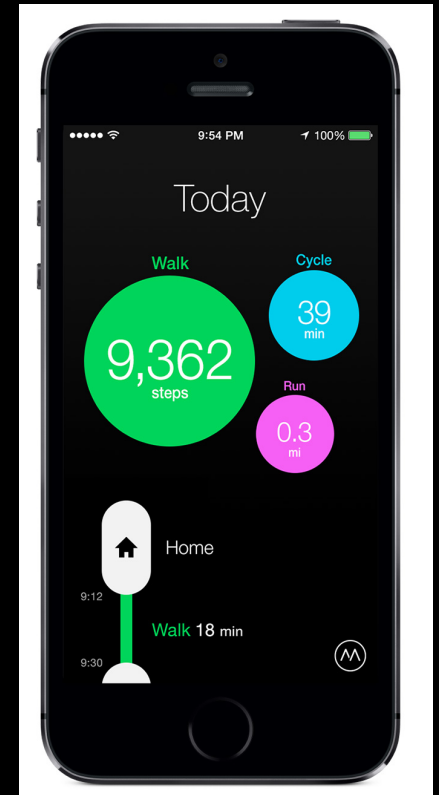 9:54 PM
100%
Today
Walk
9,362
steps
Cycle
39
min
Run
0.3
mi
Home
9:12
Walk 18 min
9:30